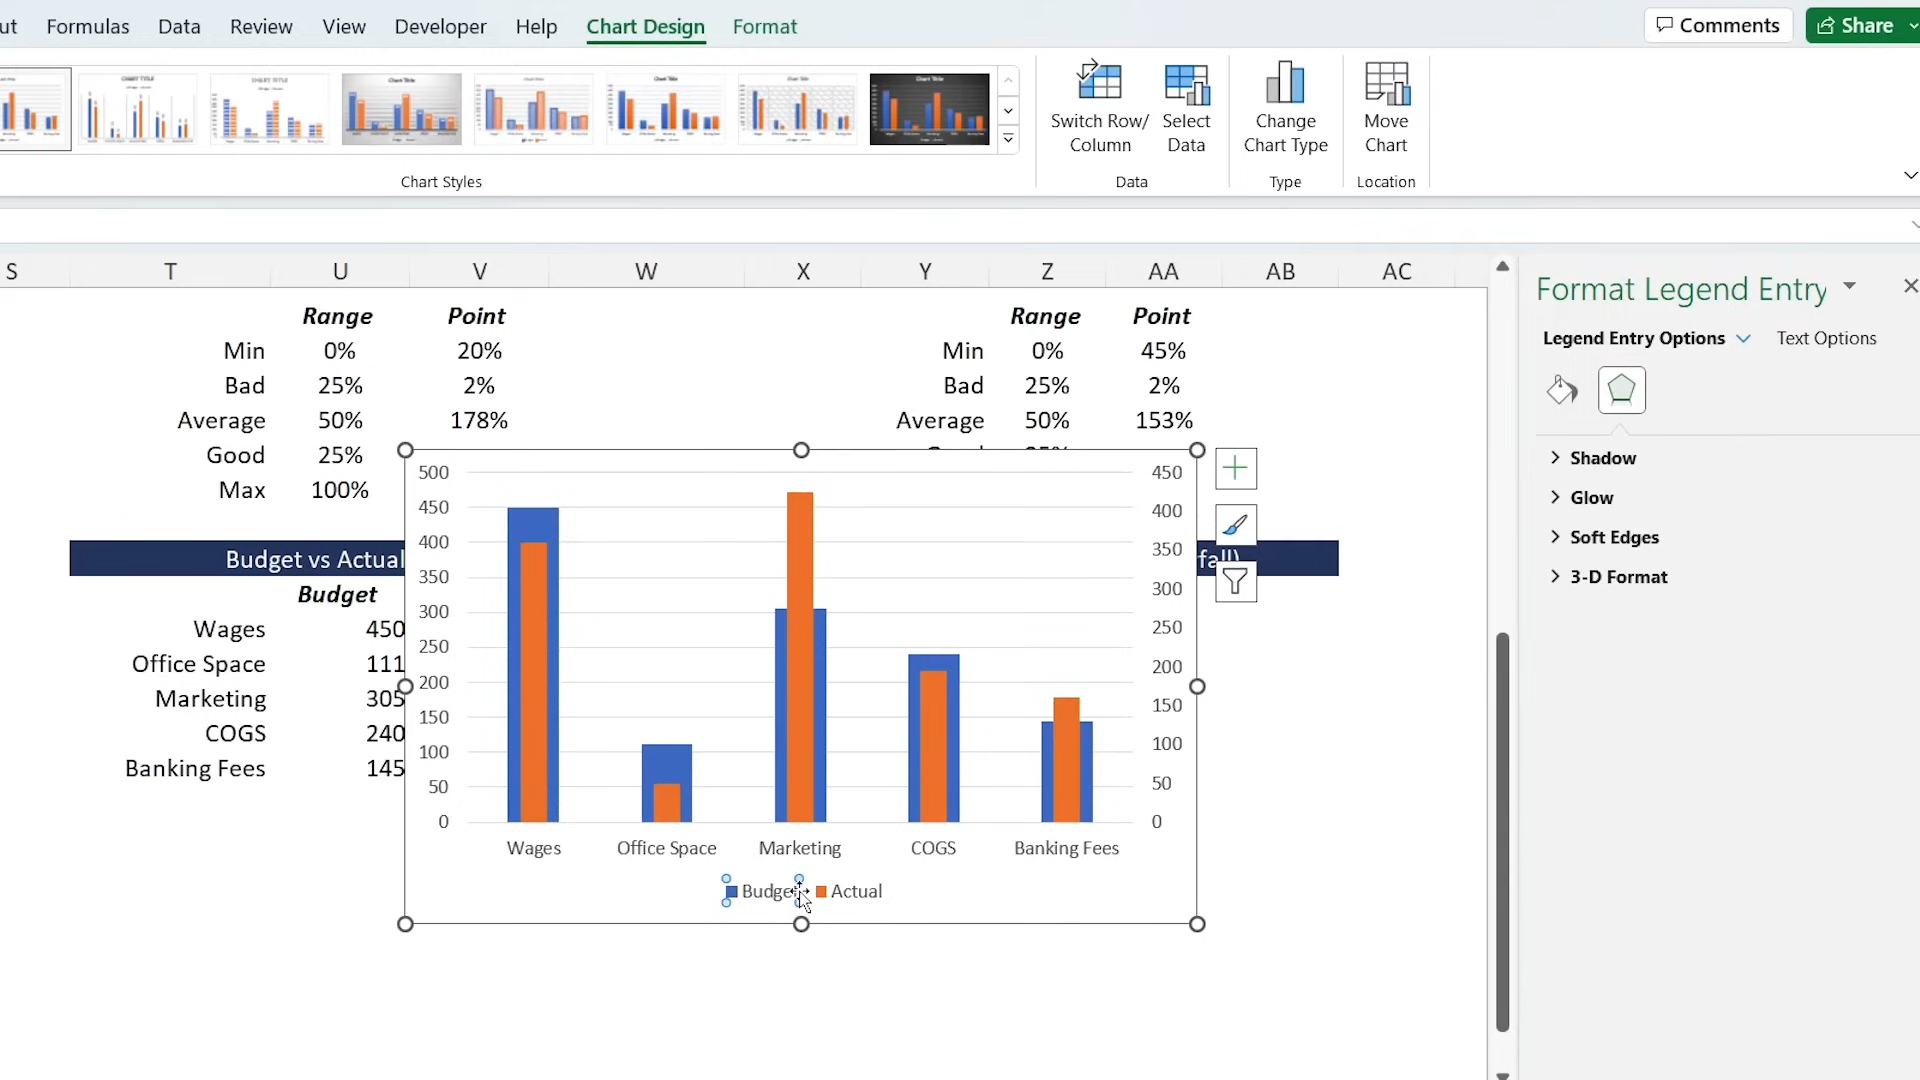 ut Formulas Data Review View Developer Help Chart Design Format Comments Share
Switch Row/ Select Change Move
Column Data Chart Type Chart
Chart Styles Data Type Location
S T U V W X Y Z AA AB AC
Range Point Range Point
Min 0% 20% Min 0% 45%
Bad 25% 2% Bad 25% 2%
Average 50% 178% Average 50% 153%
Good 25%
Max 100%
Budget vs Actual fall)
Budget
Wages 450
Office Space 111
Marketing 305
COGS 240
Banking Fees 145
500 450
450 400
400 350
350 300
300 250
250 200
200 150
150 100
100 50
50 0
0
Wages Office Space Marketing COGS Banking Fees
Budget Actual
Format Legend Entry
Legend Entry Options Text Options
Shadow
Glow
Soft Edges
3-D Format